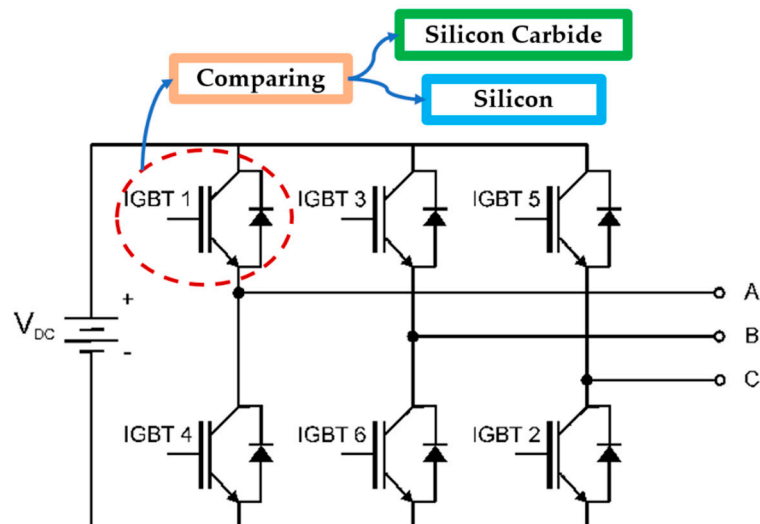 Silicon Carbide
Comparing
Silicon
IGBT 1
IGBT 3
IGBT 5
+
A
V DC
B
-
C
IGBT 4
IGBT 6
IGBT 2